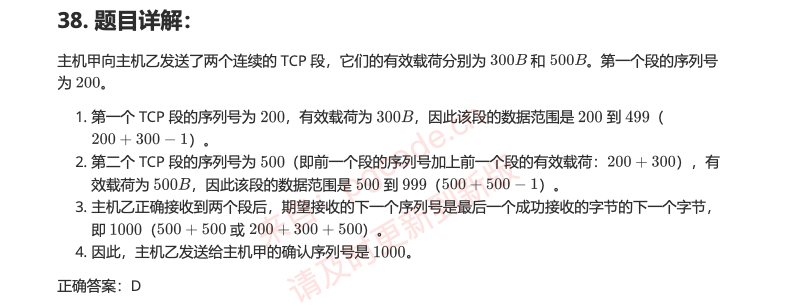 38. 题目详解：
主机甲向主机乙发送了两个连续的 TCP 段，它们的有效载荷分别为 300B 和 500B。第一个段的序列号
为 200。
1. 第一个 TCP 段的序列号为 200，有效载荷为 300B，因此该段的数据范围是 200 到 499（
200 + 300 − 1）。
2. 第二个 TCP 段的序列号为 500（即前一个段的序列号加上前一个段的有效载荷：200 + 300），有
效载荷为 500B，因此该段的数据范围是 500 到 999（500 + 500 − 1）。
3. 主机乙正确接收到两个段后，期望接收的下一个序列号是最后一个成功接收的字节的下一个字节，
即 1000（500 + 500 或 200 + 300 + 500）。
4. 因此，主机乙发送给主机甲的确认序列号是 1000。
正确答案：D
请及时更新到新版